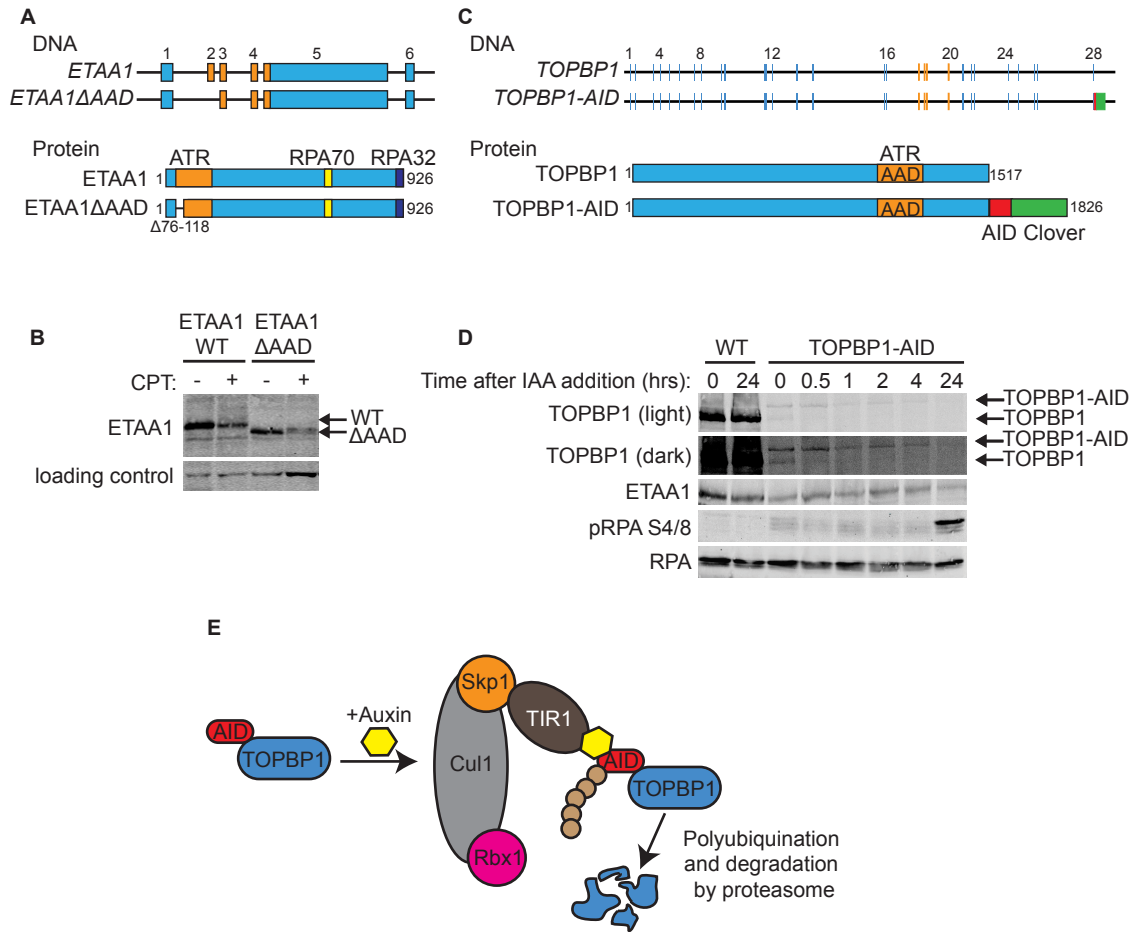 A
DNA
1 2 3 4 5 6
ETAA1
ETAA1ΔAAD
Protein
ATR RPA70 RPA32
ETAA1 1 926
ETAA1ΔAAD 1 926
Δ76-118
C
DNA
1 4 8 12 16 20 24 28
TOPBP1
TOPBP1-AID
Protein
ATR
TOPBP1 1 AAD 1517
TOPBP1-AID 1 AAD 1826
AID Clover
B
ETAA1 ETAA1
WT ΔAAD
CPT: - + - +
ETAA1
WT
ΔAAD
loading control
D
WT TOPBP1-AID
Time after IAA addition (hrs): 0 24 0 0.5 1 2 4 24
TOPBP1 (light)
TOPBP1-AID
TOPBP1
TOPBP1 (dark)
TOPBP1-AID
TOPBP1
ETAA1
pRPA S4/8
RPA
E
AID
TOPBP1
+Auxin
Skp1
TIR1
Cul1
AID
TOPBP1
Rbx1
Polyubiquination
and degradation
by proteasome